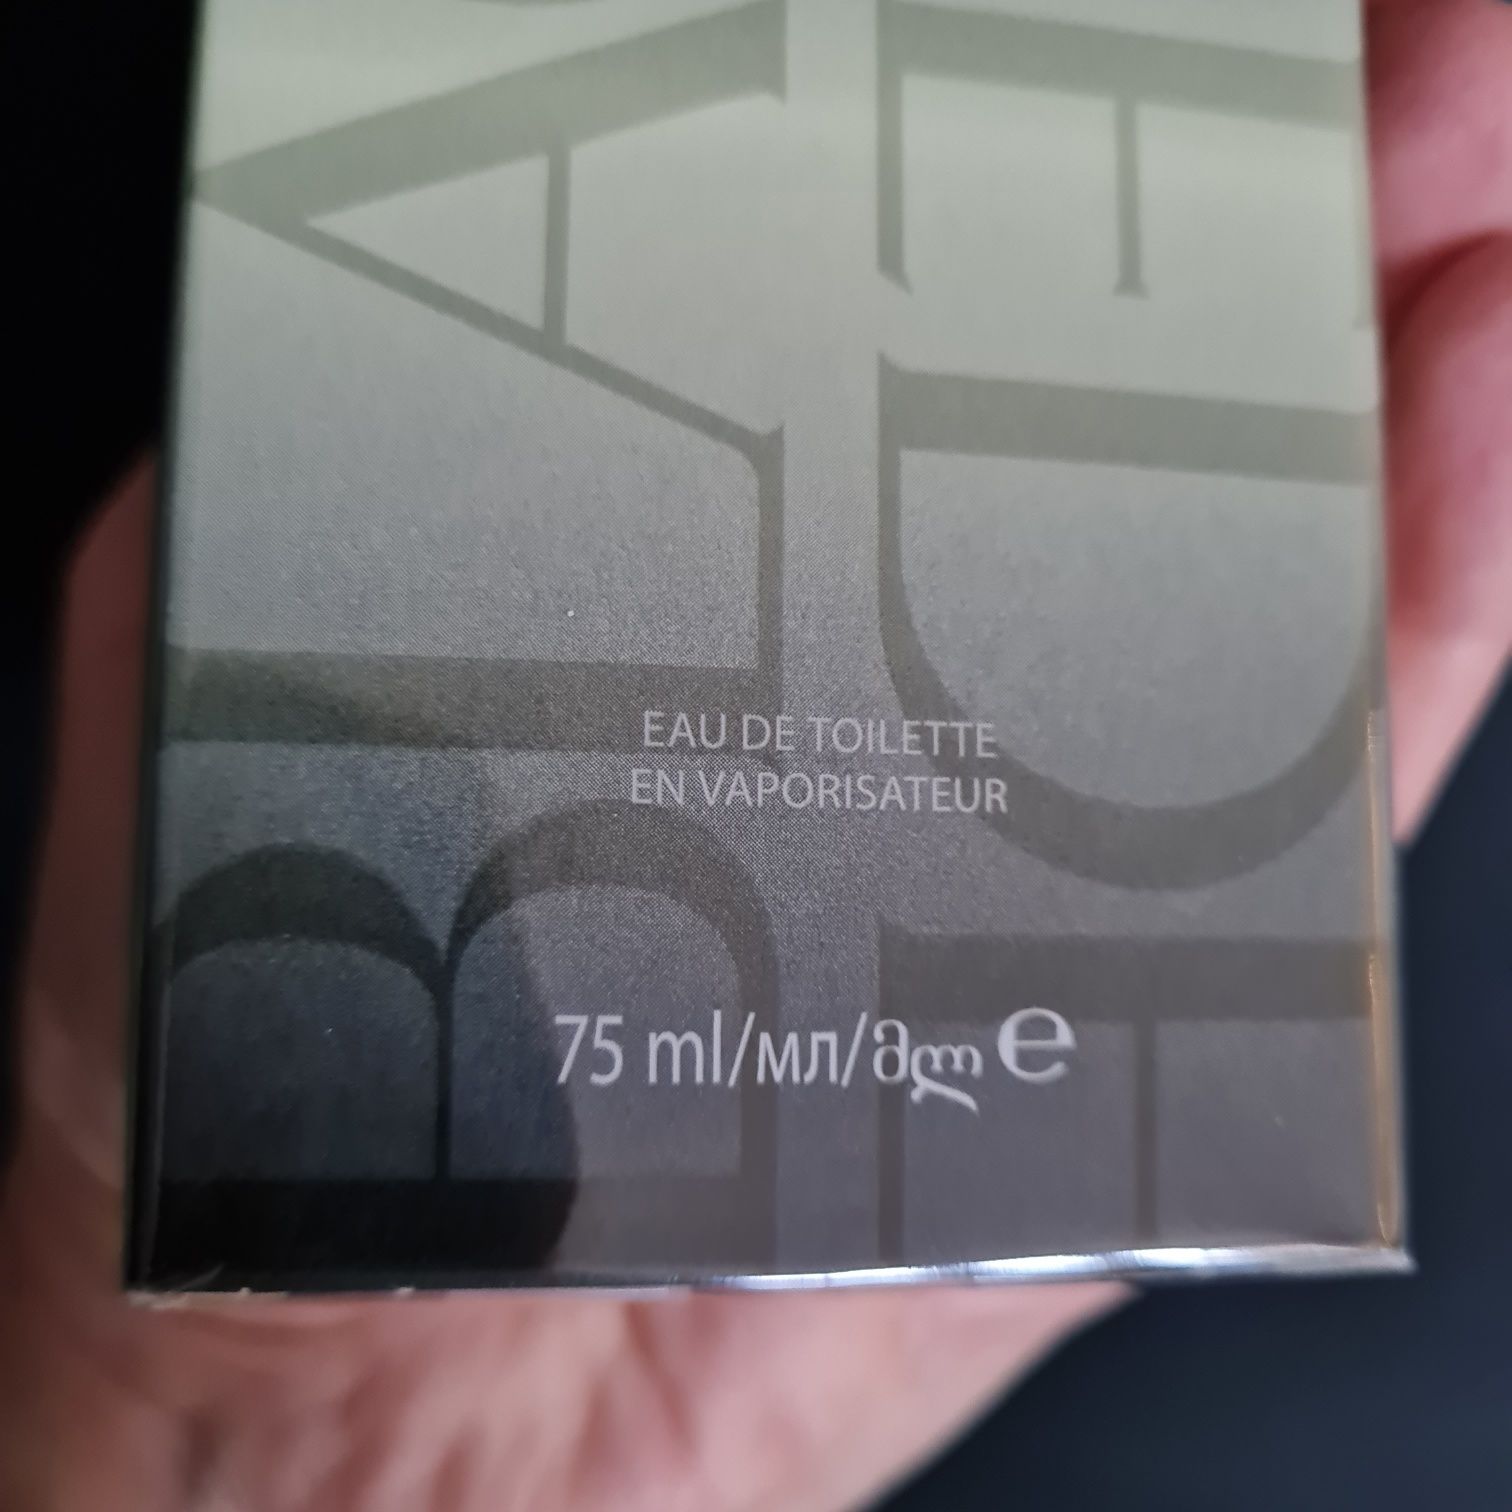 EAU DE TOILETTE
EN VAPORISATEUR
75 ml/мл/მლ ℮